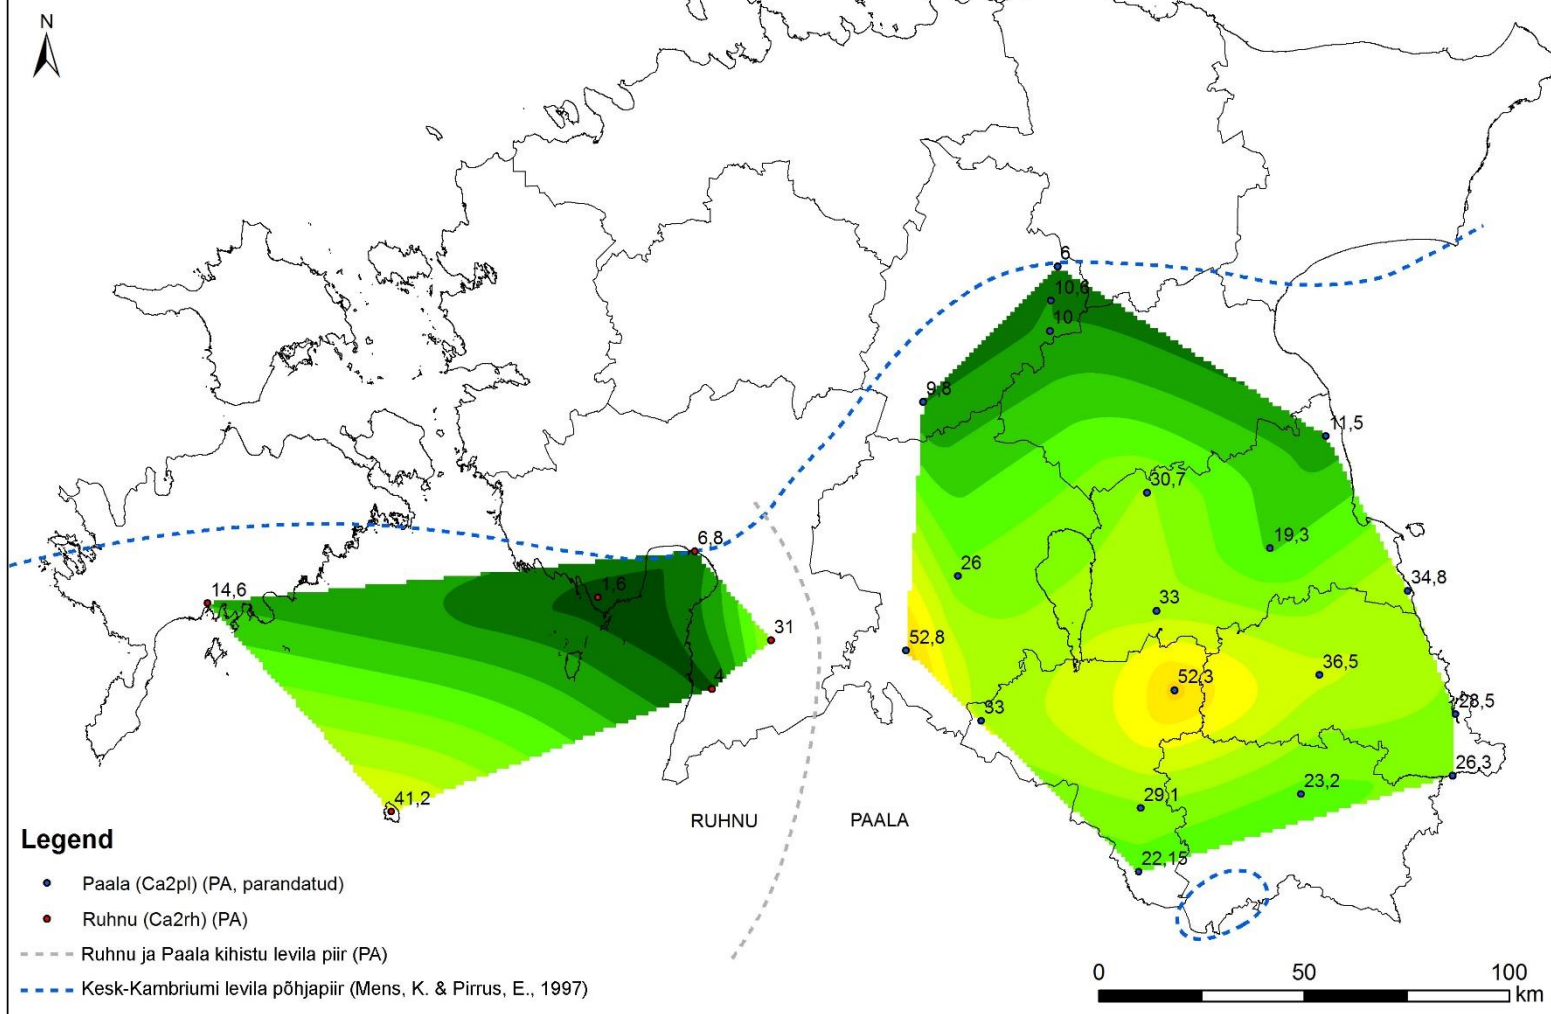 N
6
10,6
10
9,8
11,5
30,7
19,3
6,8
26
34,8
14,6
1,6
33
31
52,8
36,5
4
52,3
33
28,5
26,3
41,2
29,1
23,2
RUHNU
PAALA
22,15
Legend
Paala (Ca2pl) (PA, parandatud)
Ruhnu (Ca2rh) (PA)
Ruhnu ja Paala kihistu levila piir (PA)
Kesk-Kambriumi levila põhjapiir (Mens, K. & Pirrus, E., 1997)
0 50 100
km